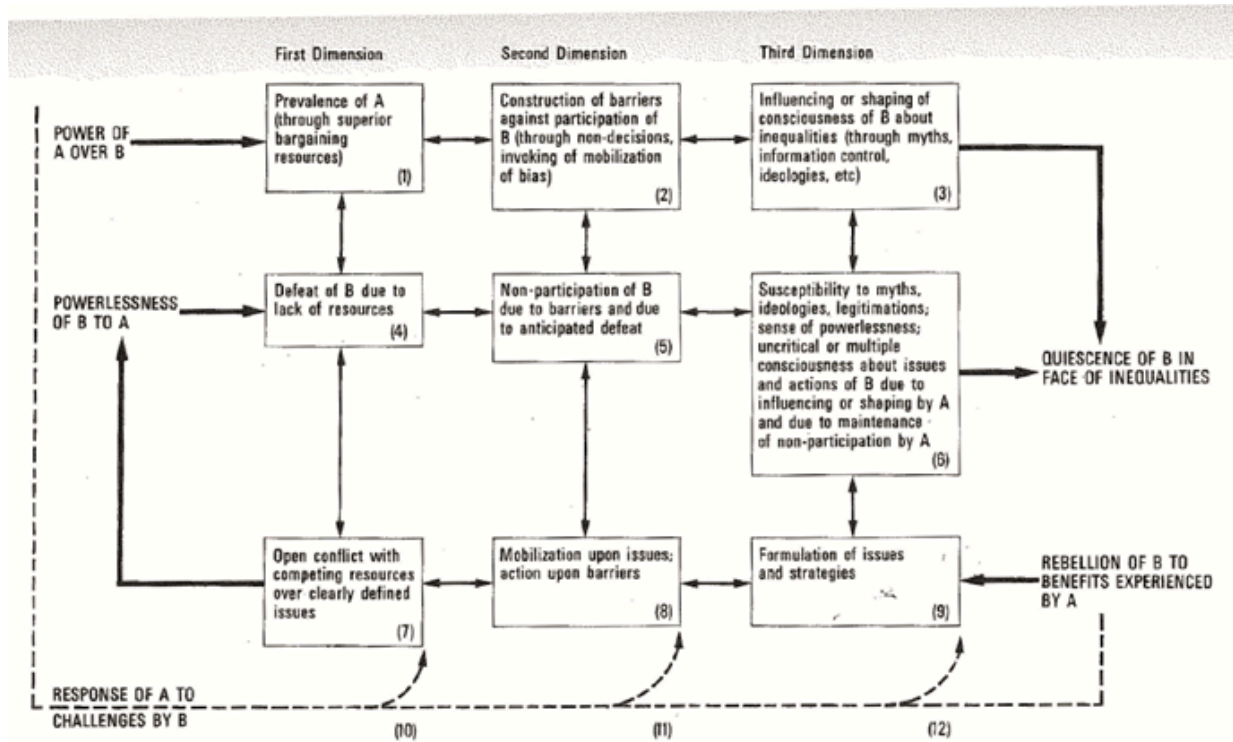 First Dimension
Second Dimension
Third Dimension
POWER OF
A OVER B
Prevalence of A
(through superior
bargaining
resources)
(1)
Construction of barriers
against participation of
B (through non-decisions,
invoking of mobilization
of bias)
(2)
Influencing or shaping of
consciousness of B about
inequalities (through myths,
information control,
ideologies, etc)
(3)
POWERLESSNESS
OF B TO A
Defeat of B due to
lack of resources
(4)
Non-participation of B
due to barriers and due
to anticipated defeat
(5)
Susceptibility to myths,
ideologies, legitimations;
sense of powerlessness;
uncritical or multiple
consciousness about issues
and actions of B due to
influencing or shaping by A
and due to maintenance
of non-participation by A
(6)
QUIESCENCE OF B IN
FACE OF INEQUALITIES
Open conflict with
competing resources
over clearly defined
issues
(7)
Mobilization upon issues;
action upon barriers
(8)
Formulation of issues
and strategies
(9)
REBELLION OF B TO
BENEFITS EXPERIENCED
BY A
RESPONSE OF A TO
CHALLENGES BY B
(10)
(11)
(12)